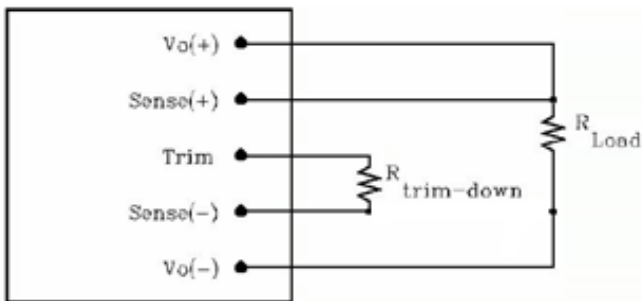 Vo(+)
Sense(+)
Trim
Sense(-)
Vo(-)
R
trim-down
R
Load